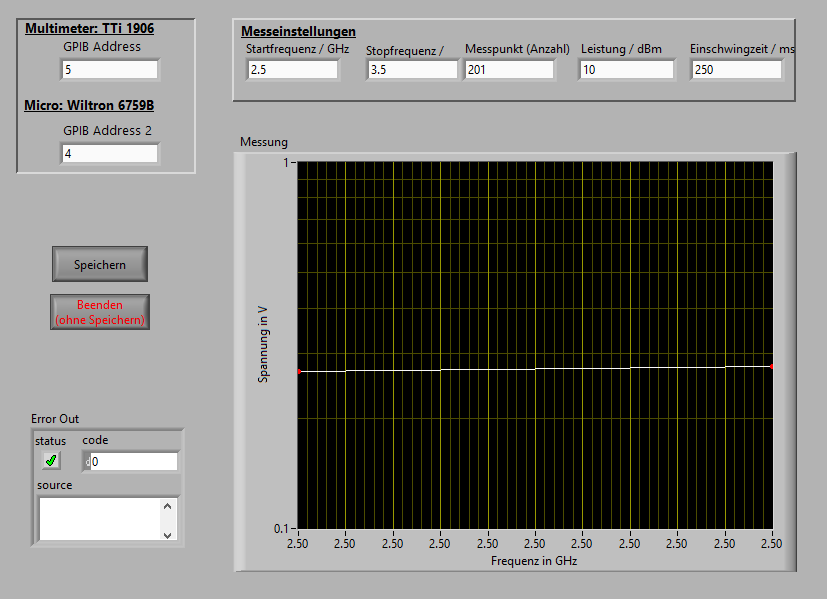 Multimeter: TTi 1906
GPIB Address
5
Micro: Wiltron 6759B
GPIB Address 2
4
Messeinstellungen
Startfrequenz / GHz Stopfrequenz / Messpunkt (Anzahl) Leistung / dBm Einschwingzeit / ms
2.5 3.5 201 10 250
Speichern
Beenden
(ohne Speichern)
Error Out
status code
0
source
Messung
1
Spannung in V
0.1
2.50 2.50 2.50 2.50 2.50 2.50 2.50 2.50 2.50 2.50 2.50
Frequenz in GHz